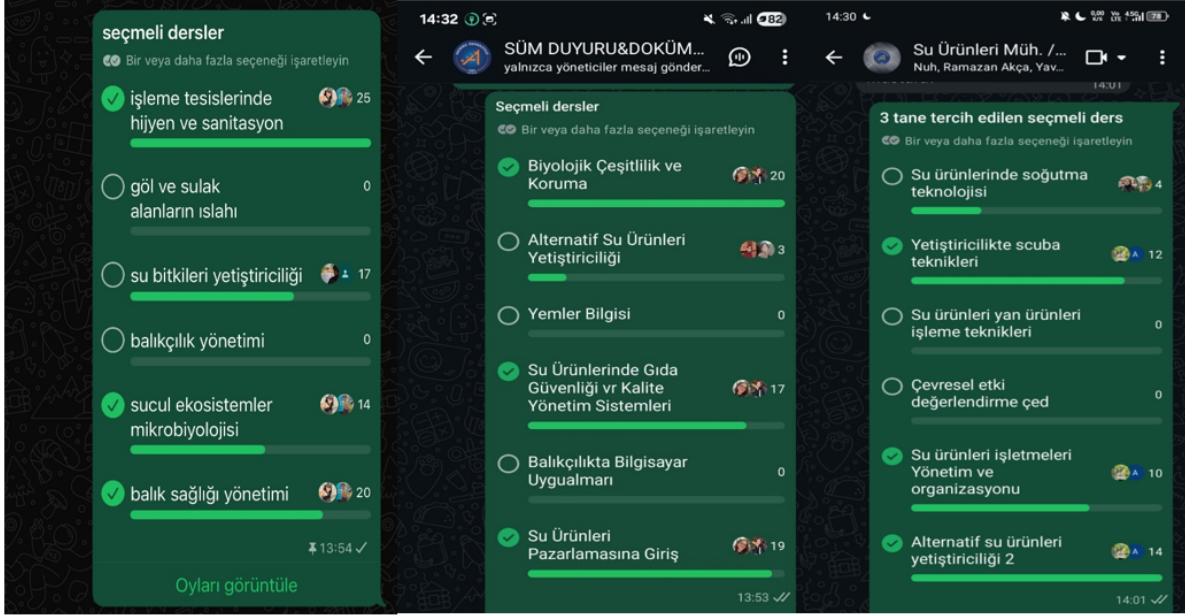 seçmeli dersler
Bir veya daha fazla seçeneği işaretleyin
işleme tesislerinde
hijyen ve sanitasyon
25
göl ve sulak
alanların ıslahı
0
su bitkileri yetiştiriciliği
17
balıkçılık yönetimi
0
sucul ekosistemler
mikrobiyolojisi
14
balık sağlığı yönetimi
20
13:54
Oyları görüntüle
14:32
82
SÜM DUYURU&DOKÜM...
yalnızca yöneticiler mesaj gönder...
Seçmeli dersler
Bir veya daha fazla seçeneği işaretleyin
Biyolojik Çeşitlilik ve
Koruma
20
Alternatif Su Ürünleri
Yetiştiriciliği
3
Yemler Bilgisi
0
Su Ürünlerinde Gıda
Güvenliği vr Kalite
Yönetim Sistemleri
17
Balıkçılıkta Bilgisayar
Uygualmarı
0
Su Ürünleri
Pazarlamasına Giriş
19
13:53
14:30
78
Su Ürünleri Müh. /...
Nuh, Ramazan Akça, Yav...
14:01
3 tane tercih edilen seçmeli ders
Bir veya daha fazla seçeneği işaretleyin
Su ürünlerinde soğutma
teknolojisi
4
Yetiştiricilikte scuba
teknikleri
A 12
Su ürünleri yan ürünleri
işleme teknikleri
0
Çevresel etki
değerlendirme çed
0
Su ürünleri işletmeleri
Yönetim ve
organizasyonu
A 10
Alternatif su ürünleri
yetiştiriciliği 2
A 14
14:01